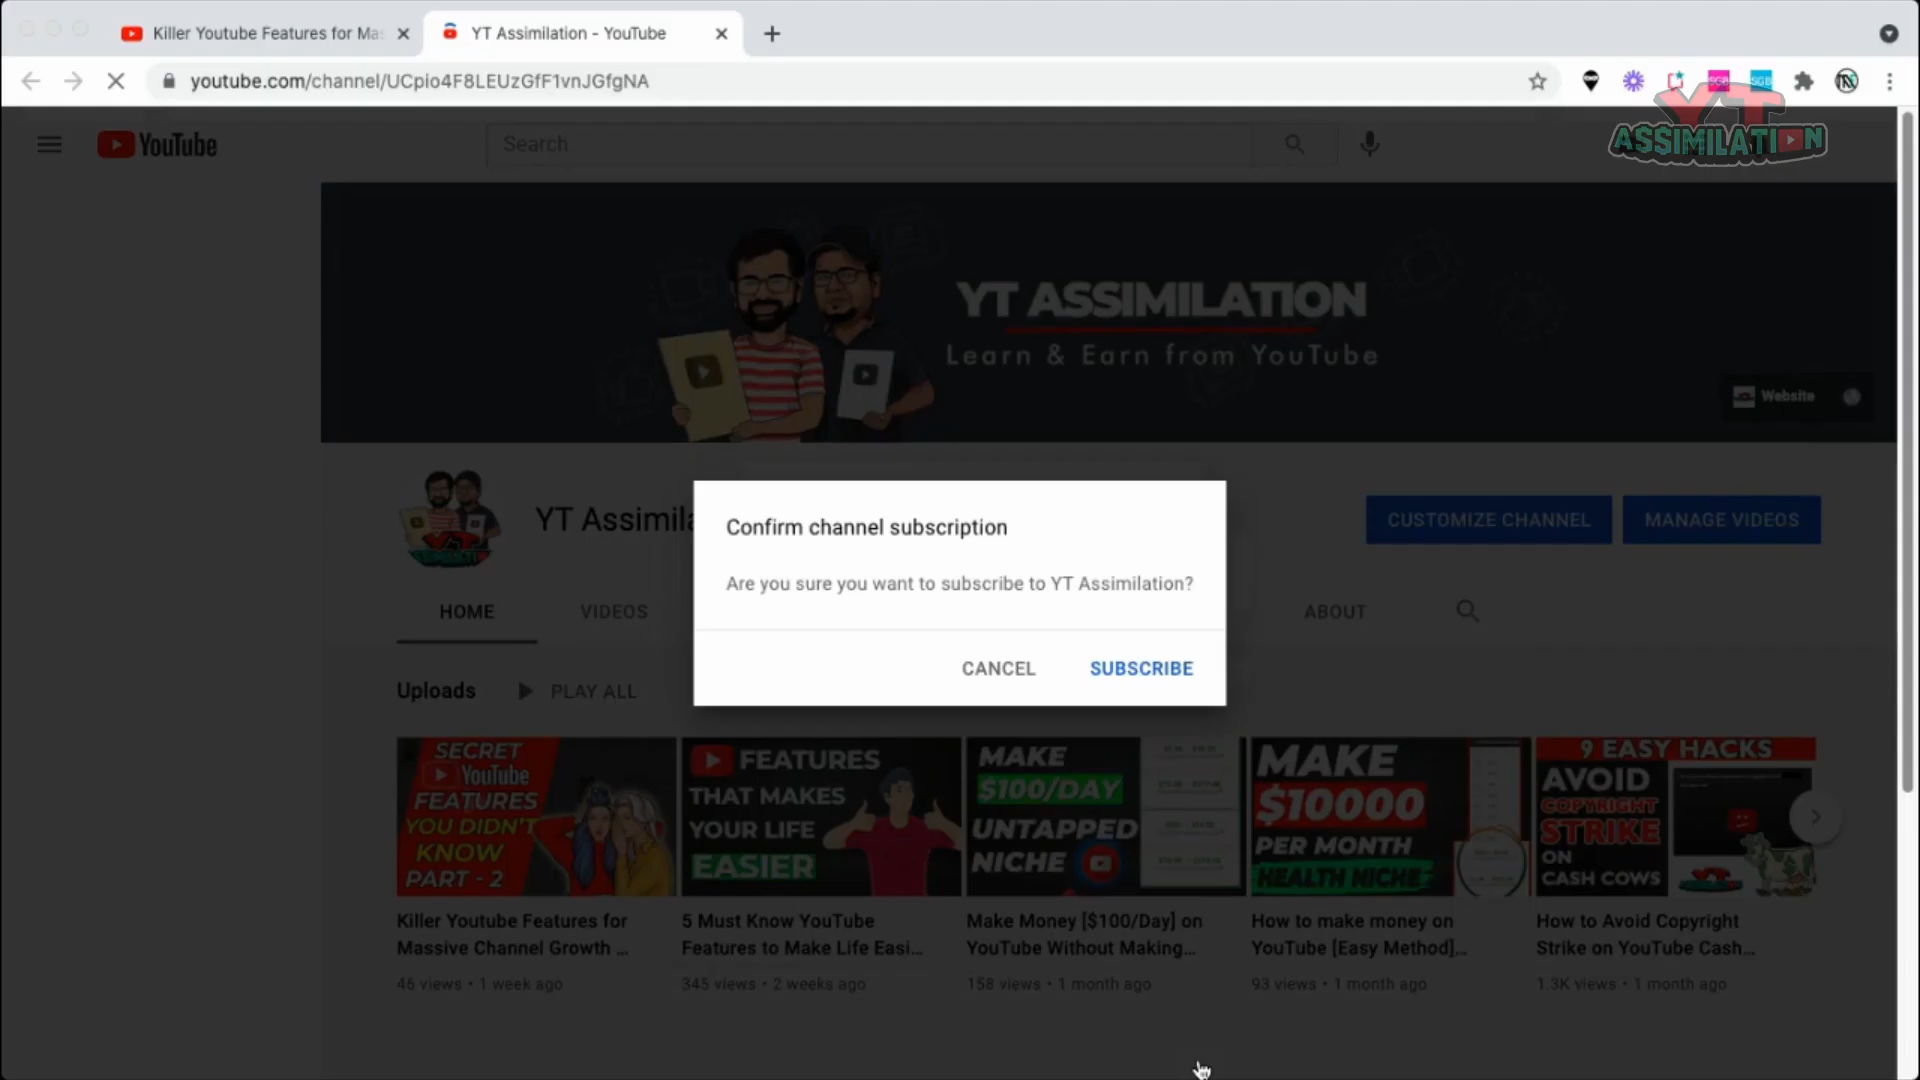 Killer Youtube Features for Mas
YT Assimilation - YouTube
youtube.com/channel/UCpio4F8LEUzGfF1vnJGfgNA
SGB
SGB
YT
ASSIMILATION
YouTube
Search
YT ASSIMILATION
Learn & Earn from YouTube
Website
YT Assimila
CUSTOMIZE CHANNEL
MANAGE VIDEOS
Confirm channel subscription
Are you sure you want to subscribe to YT Assimilation?
CANCEL
SUBSCRIBE
HOME
VIDEOS
ABOUT
Uploads
PLAY ALL
SECRET
YouTube
FEATURES
YOU DIDN'T
KNOW
PART - 2
FEATURES
THAT MAKES
YOUR LIFE
EASIER
MAKE
$100/DAY
UNTAPPED
NICHE
MAKE
$10000
PER MONTH
HEALTH NICHE
9 EASY HACKS
AVOID
COPYRIGHT
STRIKE
ON
CASH COWS
Killer Youtube Features for
Massive Channel Growth ...
46 views • 1 week ago
5 Must Know YouTube
Features to Make Life Easi...
345 views • 2 weeks ago
Make Money [$100/Day] on
YouTube Without Making...
158 views • 1 month ago
How to make money on
YouTube [Easy Method]...
93 views • 1 month ago
How to Avoid Copyright
Strike on YouTube Cash...
1.3K views • 1 month ago